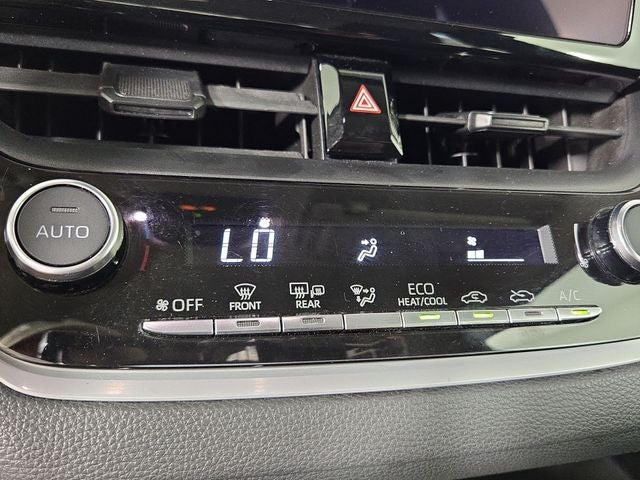 AUTO
LO
OFF
FRONT
REAR
ECO
HEAT/COOL
A/C